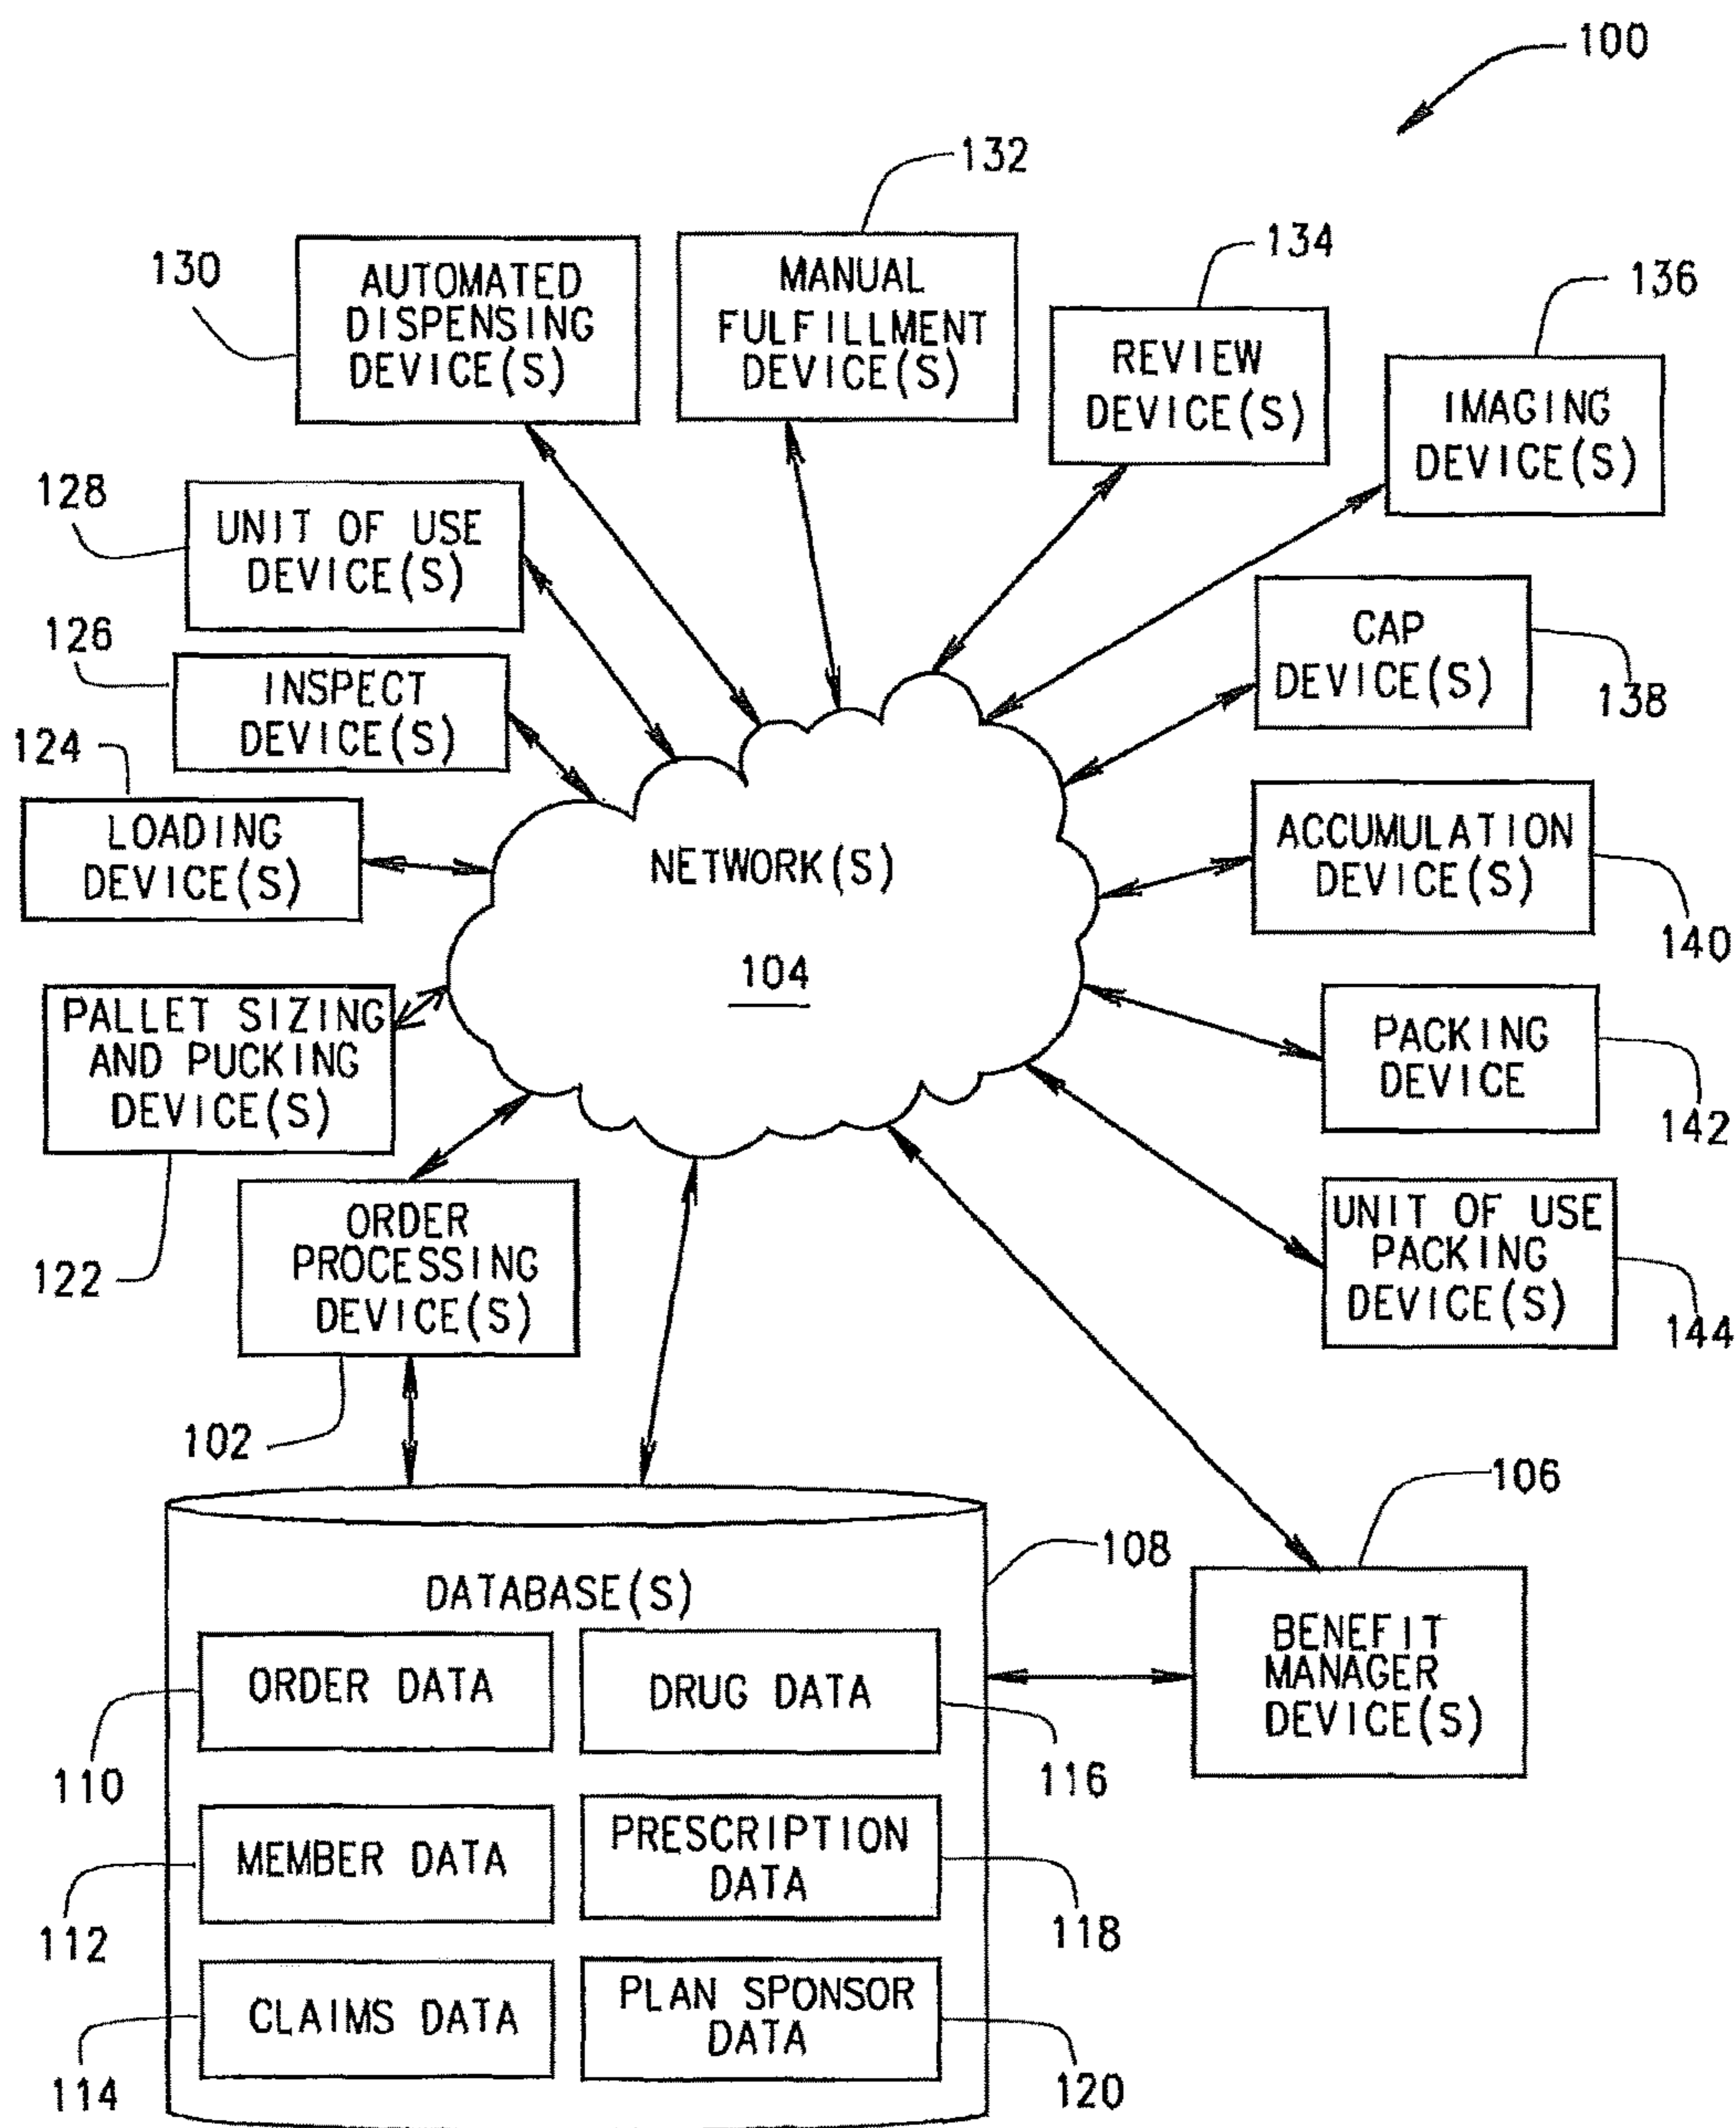 100
132
130
AUTOMATED
DISPENSING
DEVICE(S)
MANUAL
FULFILLMENT
DEVICE(S)
134
REVIEW
DEVICE(S)
136
IMAGING
DEVICE(S)
128
UNIT OF USE
DEVICE(S)
126
INSPECT
DEVICE(S)
CAP
DEVICE(S)
138
124
LOADING
DEVICE(S)
NETWORK(S)
104
ACCUMULATION
DEVICE(S)
140
PALLET SIZING
AND PUCKING
DEVICE(S)
122
PACKING
DEVICE
142
ORDER
PROCESSING
DEVICE(S)
102
UNIT OF USE
PACKING
DEVICE(S)
144
106
108
BENEFIT
MANAGER
DEVICE(S)
DATABASE(S)
ORDER DATA
110
DRUG DATA
116
MEMBER DATA
112
PRESCRIPTION
DATA
118
CLAIMS DATA
114
PLAN SPONSOR
DATA
120